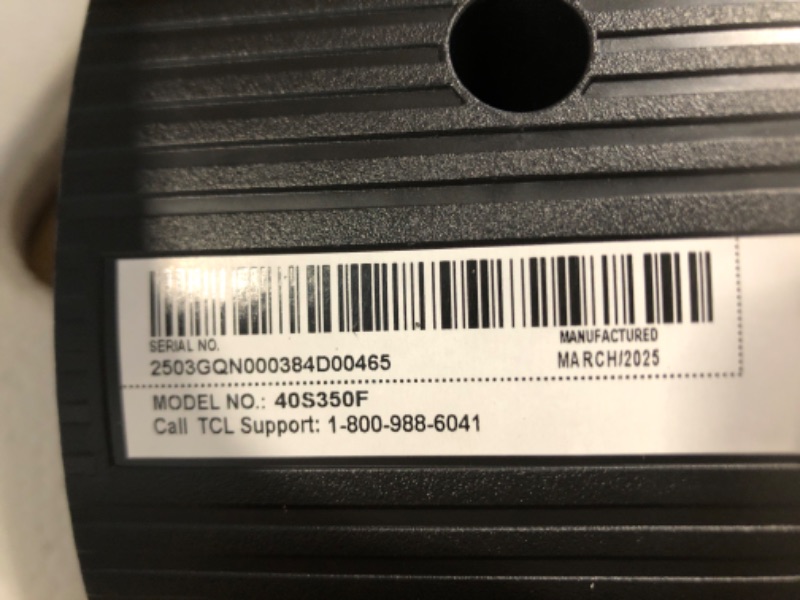 SERIAL NO.
2503GQN000384D00465
MANUFACTURED
MARCH/2025
MODEL NO.: 40S350F
Call TCL Support: 1-800-988-6041